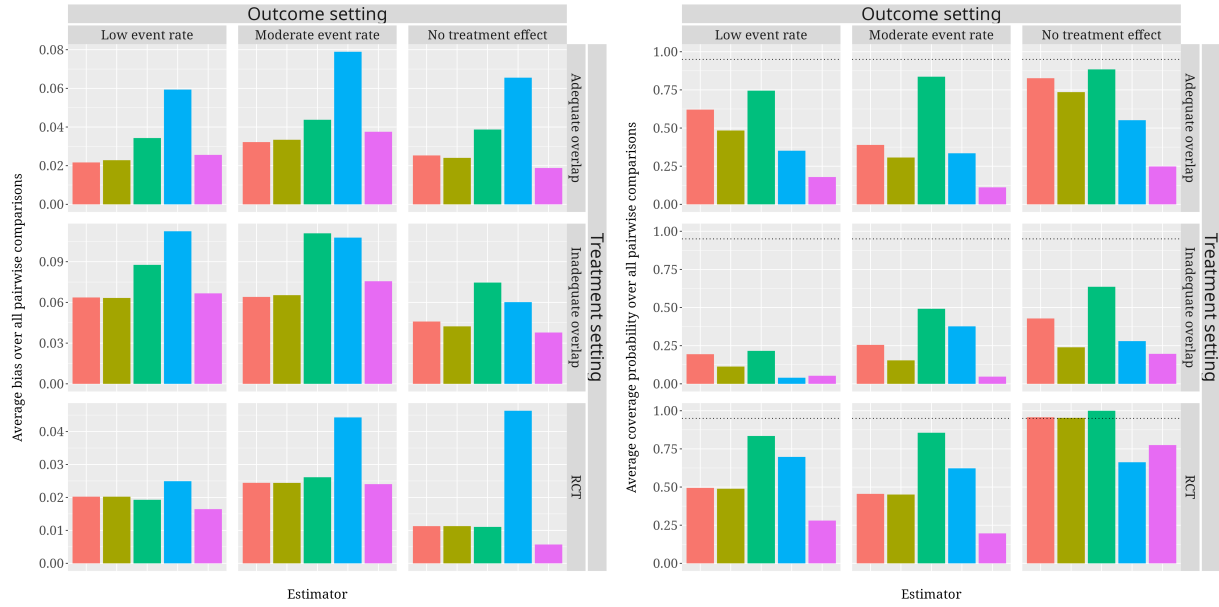 Outcome setting
Low event rate
Moderate event rate
No treatment effect
Average bias over all pairwise comparisons
0.08
0.06
0.04
0.02
0.00
Adequate overlap
0.09
0.06
0.03
0.00
Inadequate overlap
0.04
0.03
0.02
0.01
0.00
RCT
Treatment setting
Estimator
Outcome setting
Low event rate
Moderate event rate
No treatment effect
Average coverage probability over all pairwise comparisons
1.00
0.75
0.50
0.25
0.00
Adequate overlap
1.00
0.75
0.50
0.25
0.00
Inadequate overlap
1.00
0.75
0.50
0.25
0.00
RCT
Treatment setting
Estimator